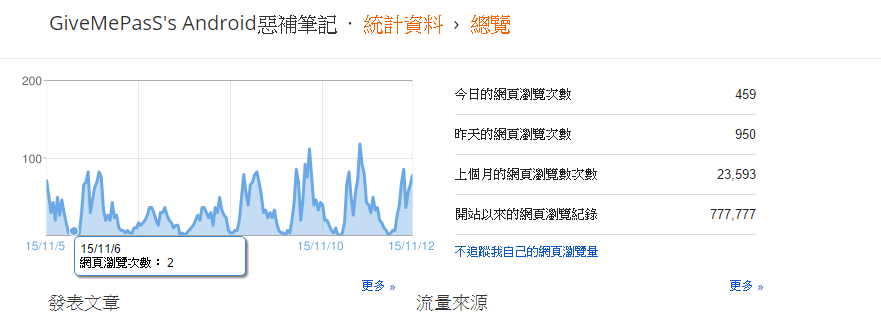 GiveMePasS's Android惡補筆記 · 統計資料 › 總覽
200
100
15/11/5
15/11/10
15/11/12
15/11/6
網頁瀏覽次數： 2
今日的網頁瀏覽次數 459
昨天的網頁瀏覽次數 950
上個月的網頁瀏覽數次數 23,593
開站以來的網頁瀏覽紀錄 777,777
不追蹤我自己的網頁瀏覽量
更多 »
更多 »
發表文章
流量來源